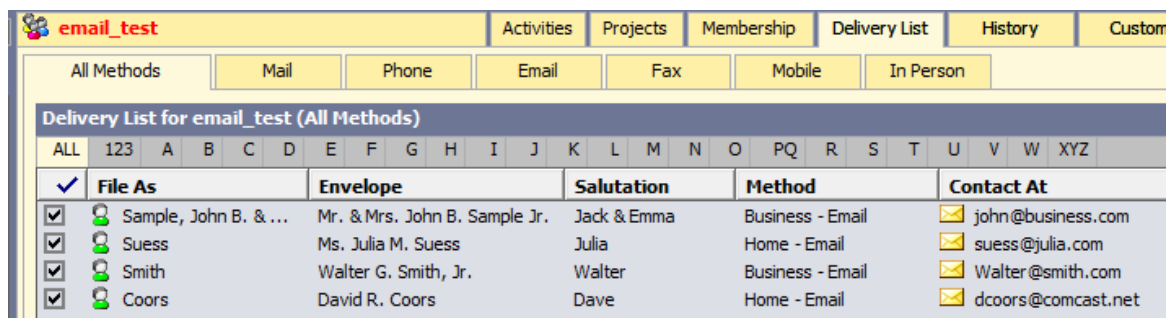 email_test Activities Projects Membership Delivery List History Custom
All Methods Mail Phone Email Fax Mobile In Person
Delivery List for email_test (All Methods)
ALL 123 A B C D E F G H I J K L M N O PQ R S T U V W XYZ
File As Envelope Salutation Method Contact At
Sample, John B. & ... Mr. & Mrs. John B. Sample Jr. Jack & Emma Business - Email john@business.com
Suess Ms. Julia M. Suess Julia Home - Email suess@julia.com
Smith Walter G. Smith, Jr. Walter Business - Email Walter@smith.com
Coors David R. Coors Dave Home - Email dcoors@comcast.net